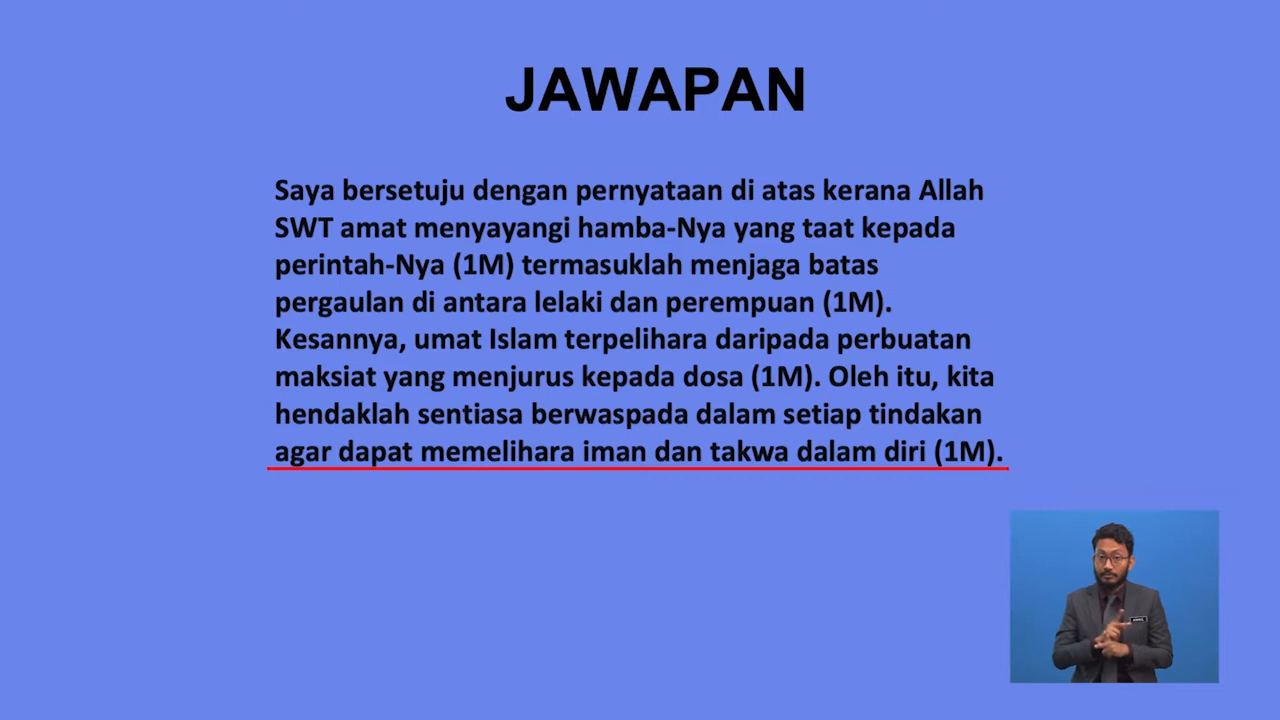 JAWAPAN
Saya bersetuju dengan pernyataan di atas kerana Allah
SWT amat menyayangi hamba-Nya yang taat kepada
perintah-Nya (1M) termasuklah menjaga batas
pergaulan di antara lelaki dan perempuan (1M).
Kesannya, umat Islam terpelihara daripada perbuatan
maksiat yang menjurus kepada dosa (1M). Oleh itu, kita
hendaklah sentiasa berwaspada dalam setiap tindakan
agar dapat memelihara iman dan takwa dalam diri (1M).